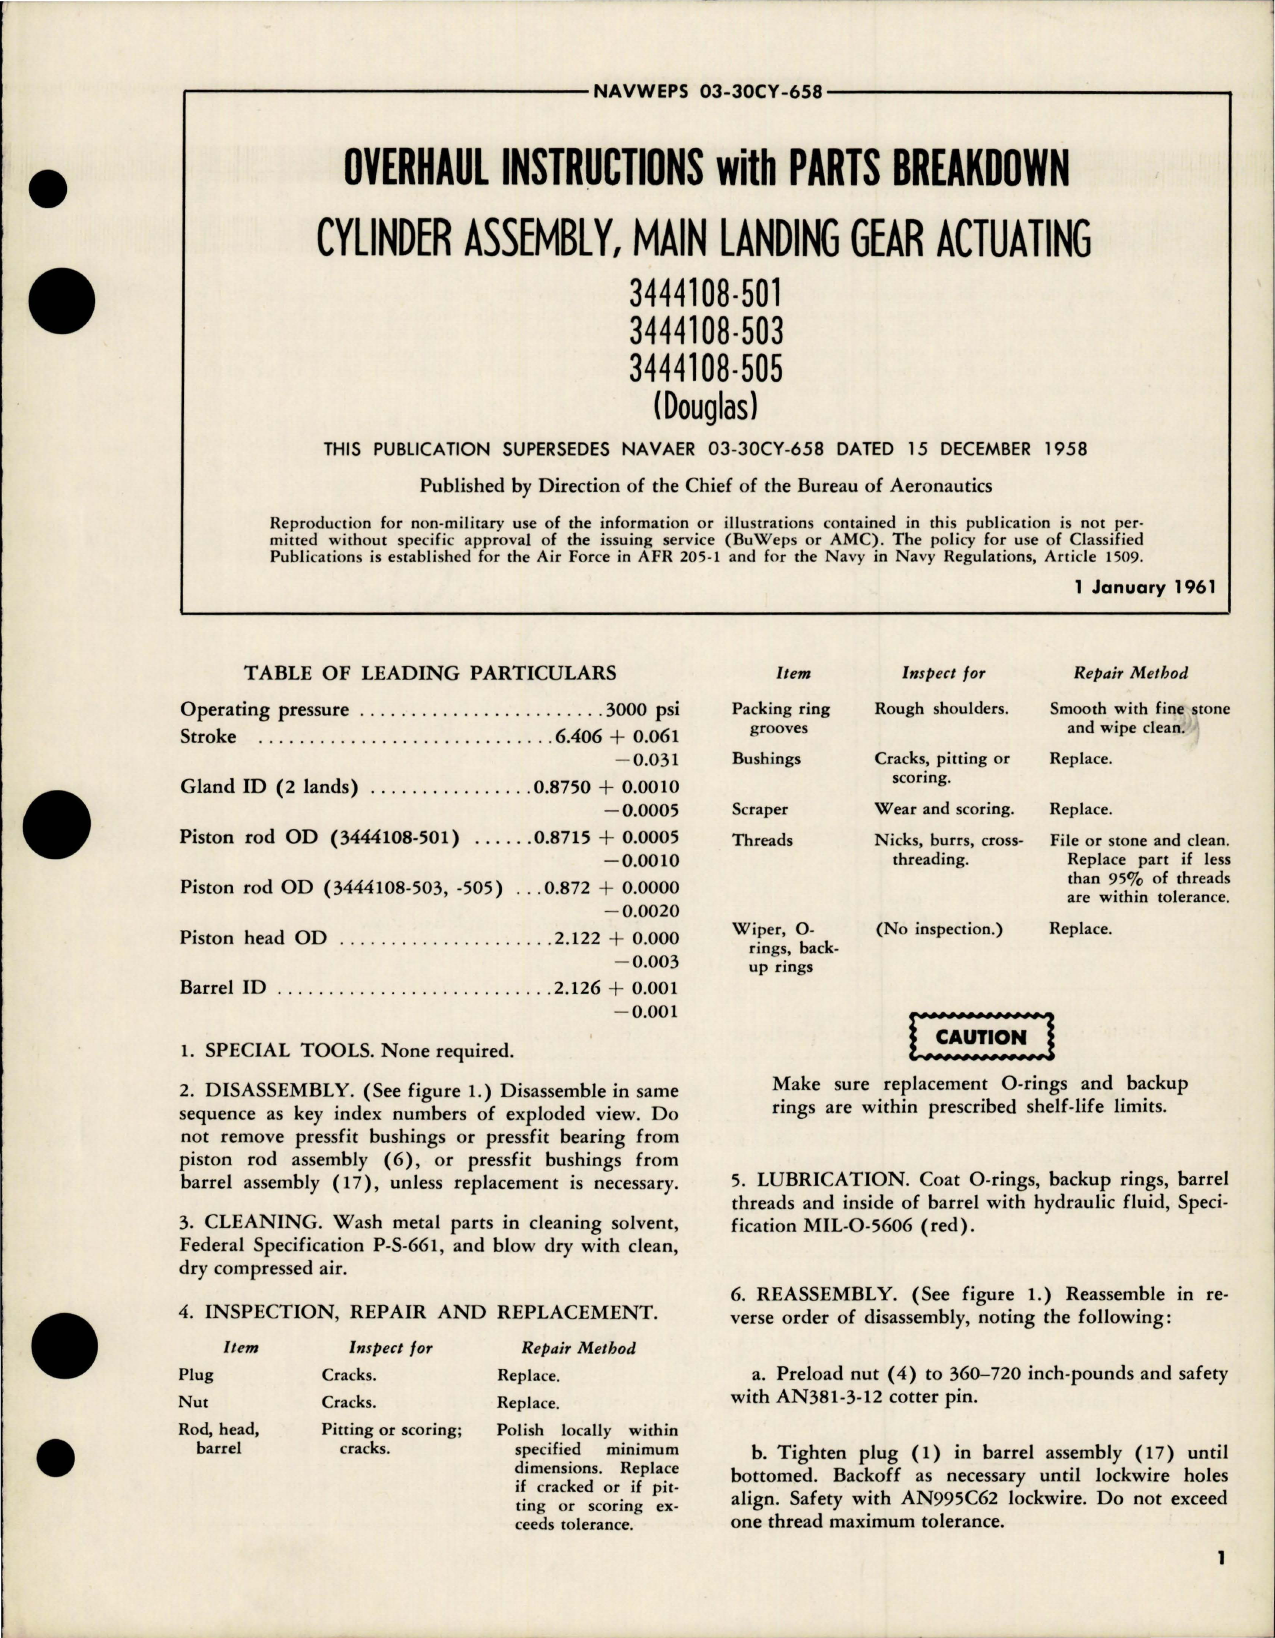 NAVWEPS 03-30CY-658
OVERHAUL INSTRUCTIONS with PARTS BREAKDOWN
CYLINDER ASSEMBLY, MAIN LANDING GEAR ACTUATING
3444108-501
3444108-503
3444108-505
(Douglas)
THIS PUBLICATION SUPERSEDES NAVAER 03-30CY-658 DATED 15 DECEMBER 1958
Published by Direction of the Chief of the Bureau of Aeronautics
Reproduction for non-military use of the information or illustrations contained in this publication is not per-
mitted without specific approval of the issuing service (BuWeps or AMC). The policy for use of Classified
Publications is established for the Air Force in AFR 205-1 and for the Navy in Navy Regulations, Article 1509.
1 January 1961
TABLE OF LEADING PARTICULARS
Operating pressure ........................3000 psi
Stroke .............................6.406 + 0.061
—0.031
Gland ID (2 lands) ................0.8750 + 0.0010
—0.0005
Piston rod OD (3444108-501) ......0.8715 + 0.0005
—0.0010
Piston rod OD (3444108-503, -505) ...0.872 + 0.0000
—0.0020
Piston head OD .....................2.122 + 0.000
—0.003
Barrel ID ...........................2.126 + 0.001
—0.001
1. SPECIAL TOOLS. None required.
2. DISASSEMBLY. (See figure 1.) Disassemble in same
sequence as key index numbers of exploded view. Do
not remove pressfit bushings or pressfit bearing from
piston rod assembly (6), or pressfit bushings from
barrel assembly (17), unless replacement is necessary.
3. CLEANING. Wash metal parts in cleaning solvent,
Federal Specification P-S-661, and blow dry with clean,
dry compressed air.
4. INSPECTION, REPAIR AND REPLACEMENT.
Item Inspect for Repair Method
Plug Cracks. Replace.
Nut Cracks. Replace.
Rod, head, Pitting or scoring; Polish locally within
barrel cracks. specified minimum
dimensions. Replace
if cracked or if pit-
ting or scoring ex-
ceeds tolerance.
Item Inspect for Repair Method
Packing ring Rough shoulders. Smooth with fine stone
grooves and wipe clean.
Bushings Cracks, pitting or Replace.
scoring.
Scraper Wear and scoring. Replace.
Threads Nicks, burrs, cross- File or stone and clean.
threading. Replace part if less
than 95% of threads
are within tolerance.
Wiper, O- (No inspection.) Replace.
rings, back-
up rings
CAUTION
Make sure replacement O-rings and backup
rings are within prescribed shelf-life limits.
5. LUBRICATION. Coat O-rings, backup rings, barrel
threads and inside of barrel with hydraulic fluid, Speci-
fication MIL-O-5606 (red).
6. REASSEMBLY. (See figure 1.) Reassemble in re-
verse order of disassembly, noting the following:
a. Preload nut (4) to 360–720 inch-pounds and safety
with AN381-3-12 cotter pin.
b. Tighten plug (1) in barrel assembly (17) until
bottomed. Backoff as necessary until lockwire holes
align. Safety with AN995C62 lockwire. Do not exceed
one thread maximum tolerance.
1